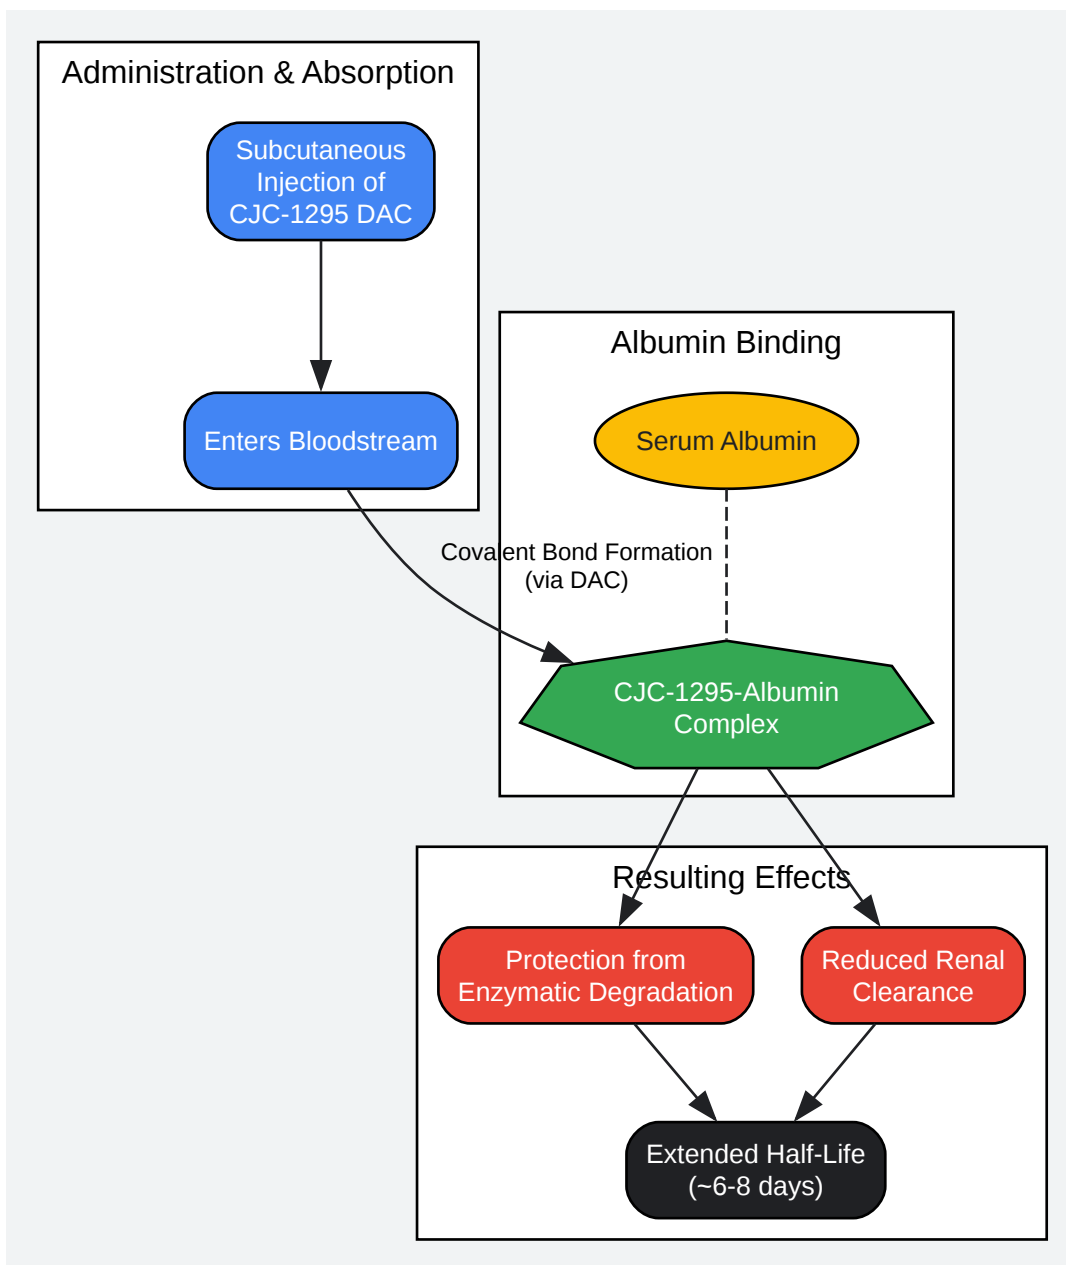 Administration & Absorption
Subcutaneous
Injection of
CJC-1295 DAC
Enters Bloodstream
Albumin Binding
Serum Albumin
Covalent Bond Formation
(via DAC)
CJC-1295-Albumin
Complex
Resulting Effects
Protection from
Enzymatic Degradation
Reduced Renal
Clearance
Extended Half-Life
(~6-8 days)